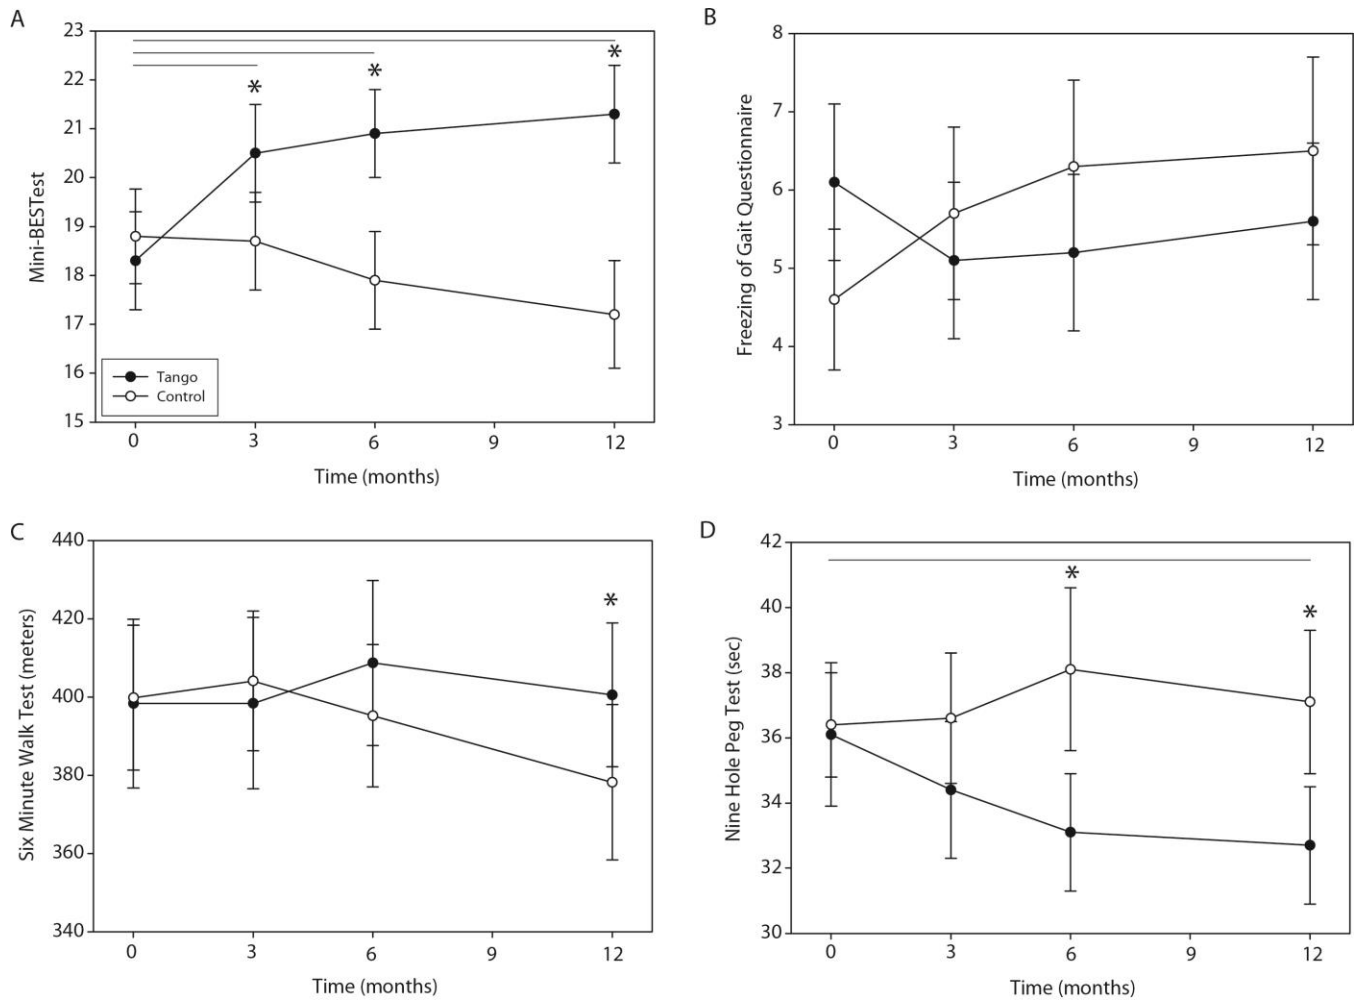 A
23
22
21
20
19
18
17
16
15
Mini-BESTest
*
*
*
Tango
Control
0 3 6 9 12
Time (months)
B
8
7
6
5
4
3
Freezing of Gait Questionnaire
0 3 6 9 12
Time (months)
C
440
420
400
380
360
340
Six Minute Walk Test (meters)
*
0 3 6 9 12
Time (months)
D
42
40
38
36
34
32
30
Nine Hole Peg Test (sec)
*
*
0 3 6 9 12
Time (months)